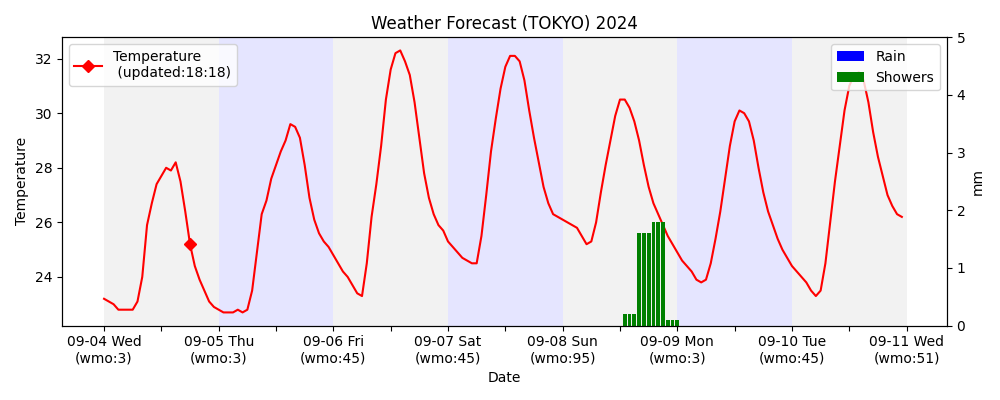 Weather Forecast (TOKYO) 2024
Temperature
(updated:18:18)
Rain
Showers
32
30
28
26
24
Temperature
5
4
3
2
1
0
mm
09-04 Wed
(wmo:3)
09-05 Thu
(wmo:3)
09-06 Fri
(wmo:45)
09-07 Sat
(wmo:45)
09-08 Sun
(wmo:95)
09-09 Mon
(wmo:3)
09-10 Tue
(wmo:45)
09-11 Wed
(wmo:51)
Date